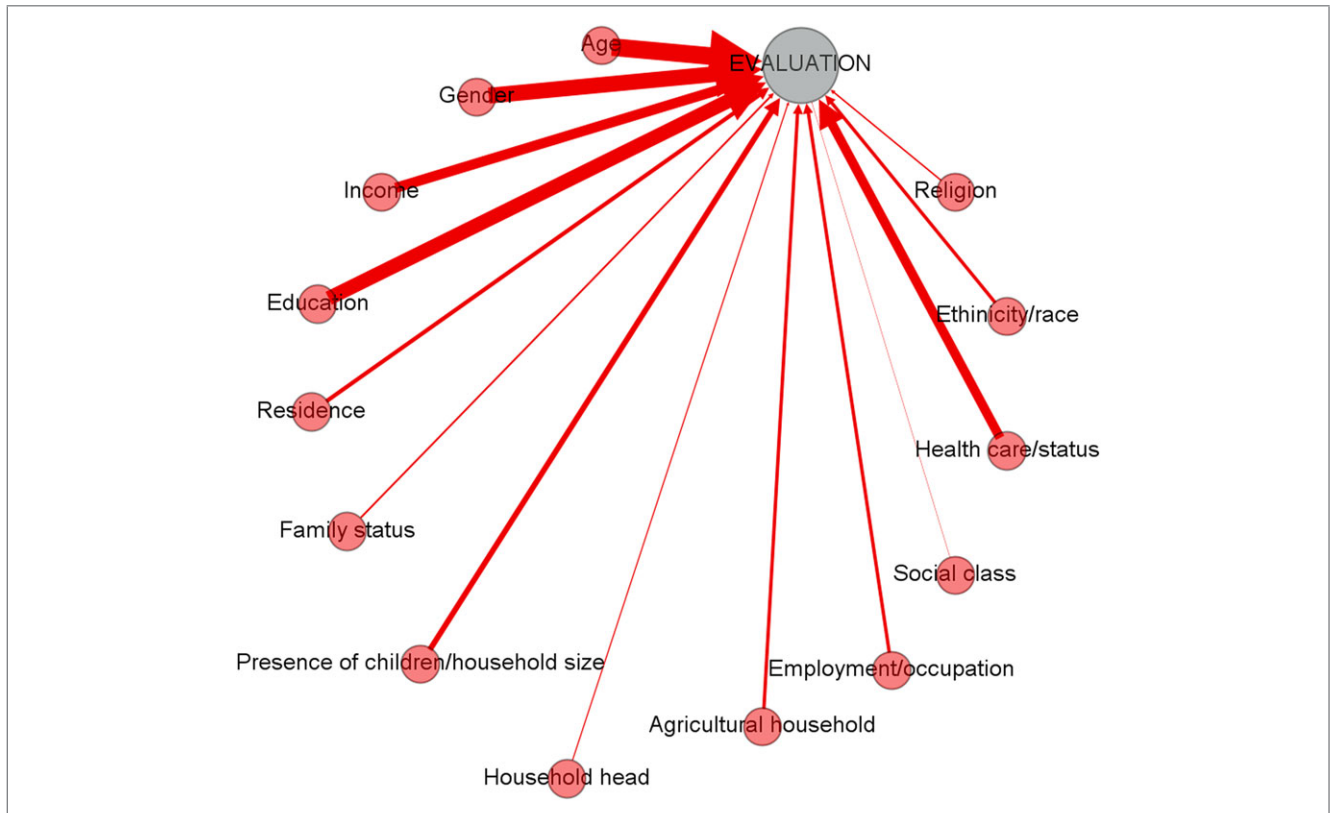 Age
EVALUATION
Gender
Income
Religion
Education
Ethinicity/race
Residence
Health care/status
Family status
Social class
Presence of children/household size
Employment/occupation
Agricultural household
Household head